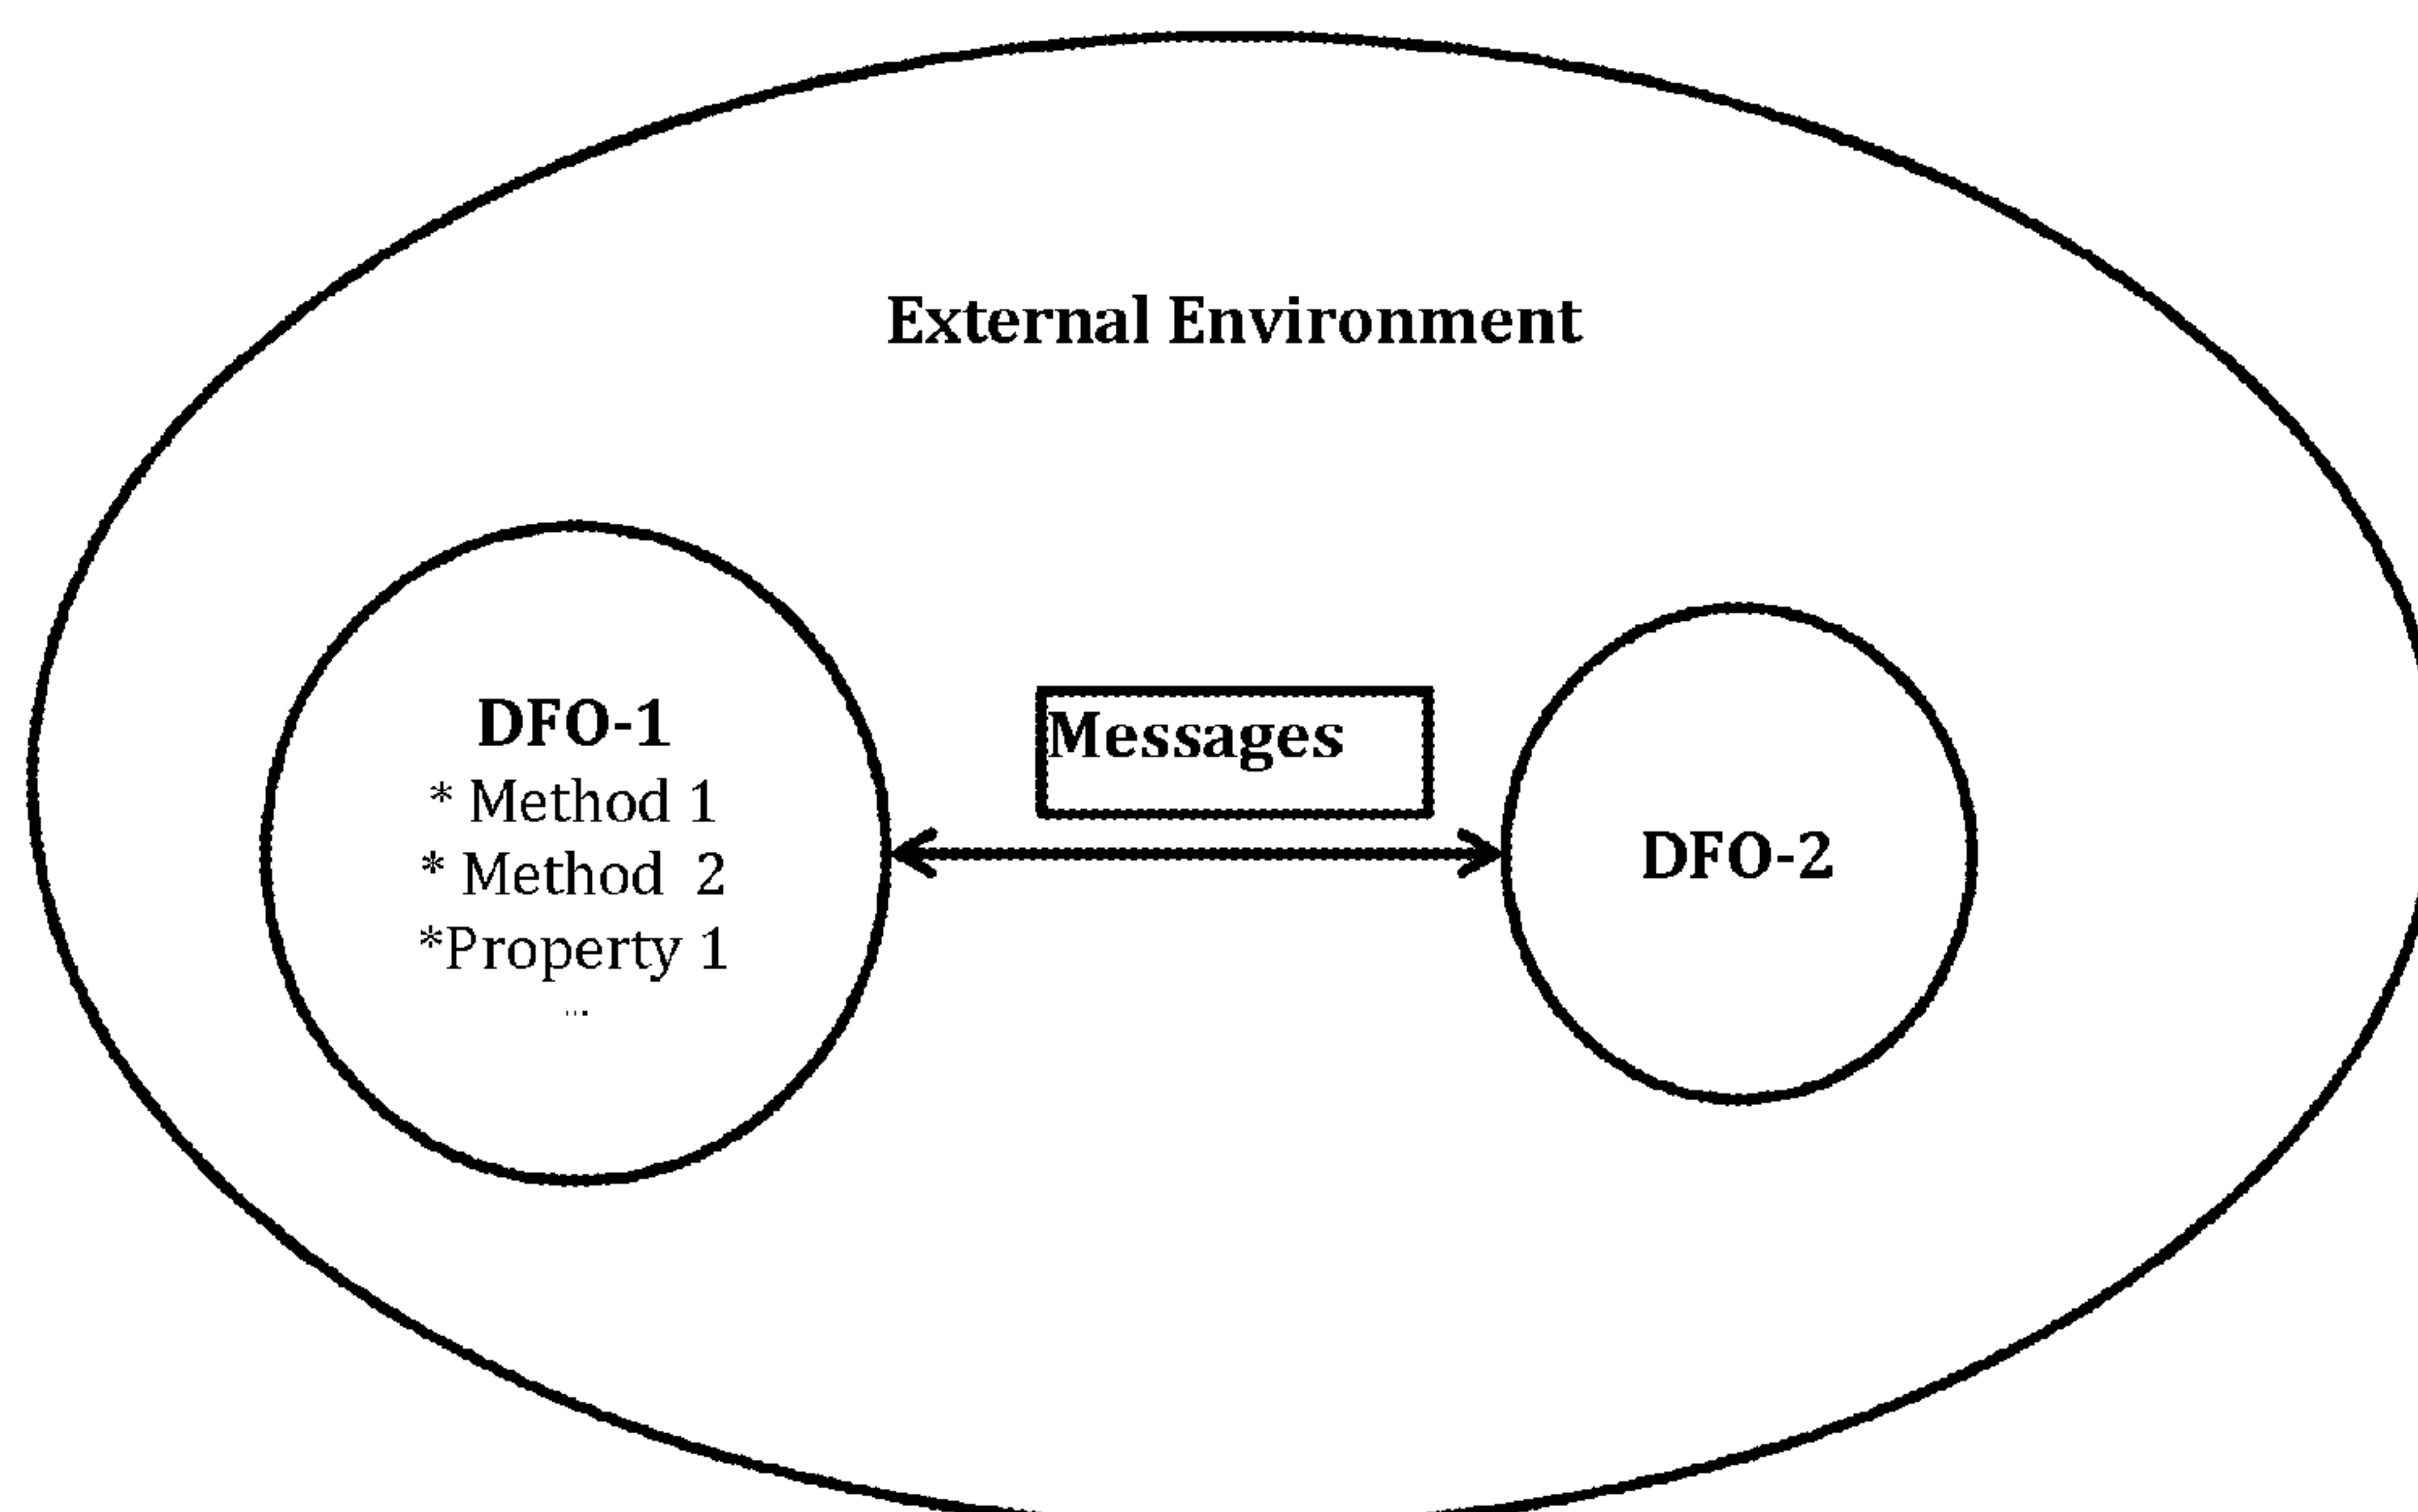 External Environment
DFO-1
* Method 1
* Method 2
*Property 1
...
Messages
DFO-2